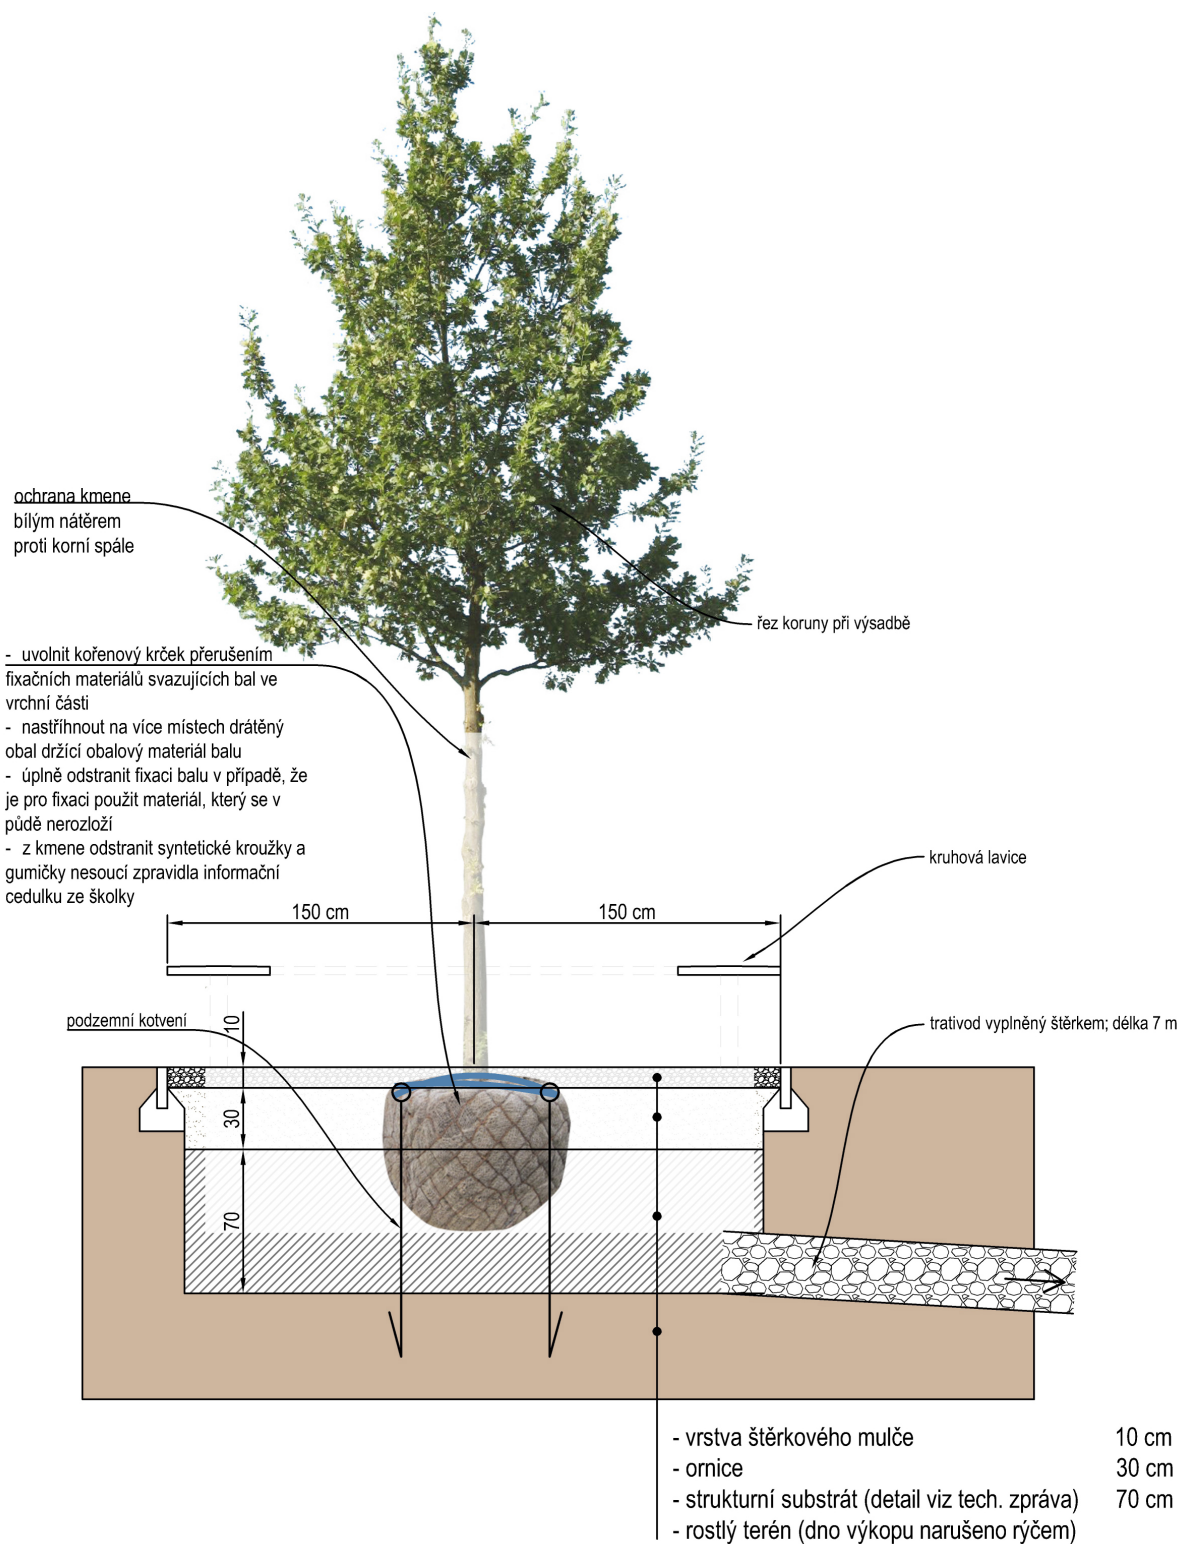 ochrana kmene
bílým nátěrem
proti korní spále
řez koruny při výsadbě
- uvolnit kořenový krček přerušením
fixačních materiálů svazujících bal ve
vrchní části
- nastříhnout na více místech drátěný
obal držící obalový materiál balu
- úplně odstranit fixaci balu v případě, že
je pro fixaci použit materiál, který se v
půdě nerozloží
- z kmene odstranit syntetické kroužky a
gumičky nesoucí zpravidla informační
cedulku ze školky
kruhová lavice
150 cm
150 cm
podzemní kotvení
10
trativod vyplněný štěrkem; délka 7 m
30
70
- vrstva štěrkového mulče 10 cm
- ornice 30 cm
- strukturní substrát (detail viz tech. zpráva) 70 cm
- rostlý terén (dno výkopu narušeno rýčem)